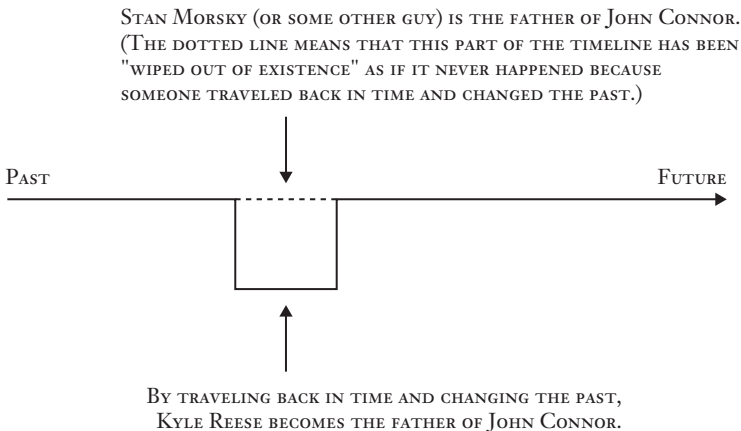 Stan Morsky (or some other guy) is the father of John Connor.
(The dotted line means that this part of the timeline has been
"wiped out of existence" as if it never happened because
someone traveled back in time and changed the past.)
Past
Future
By traveling back in time and changing the past,
Kyle Reese becomes the father of John Connor.